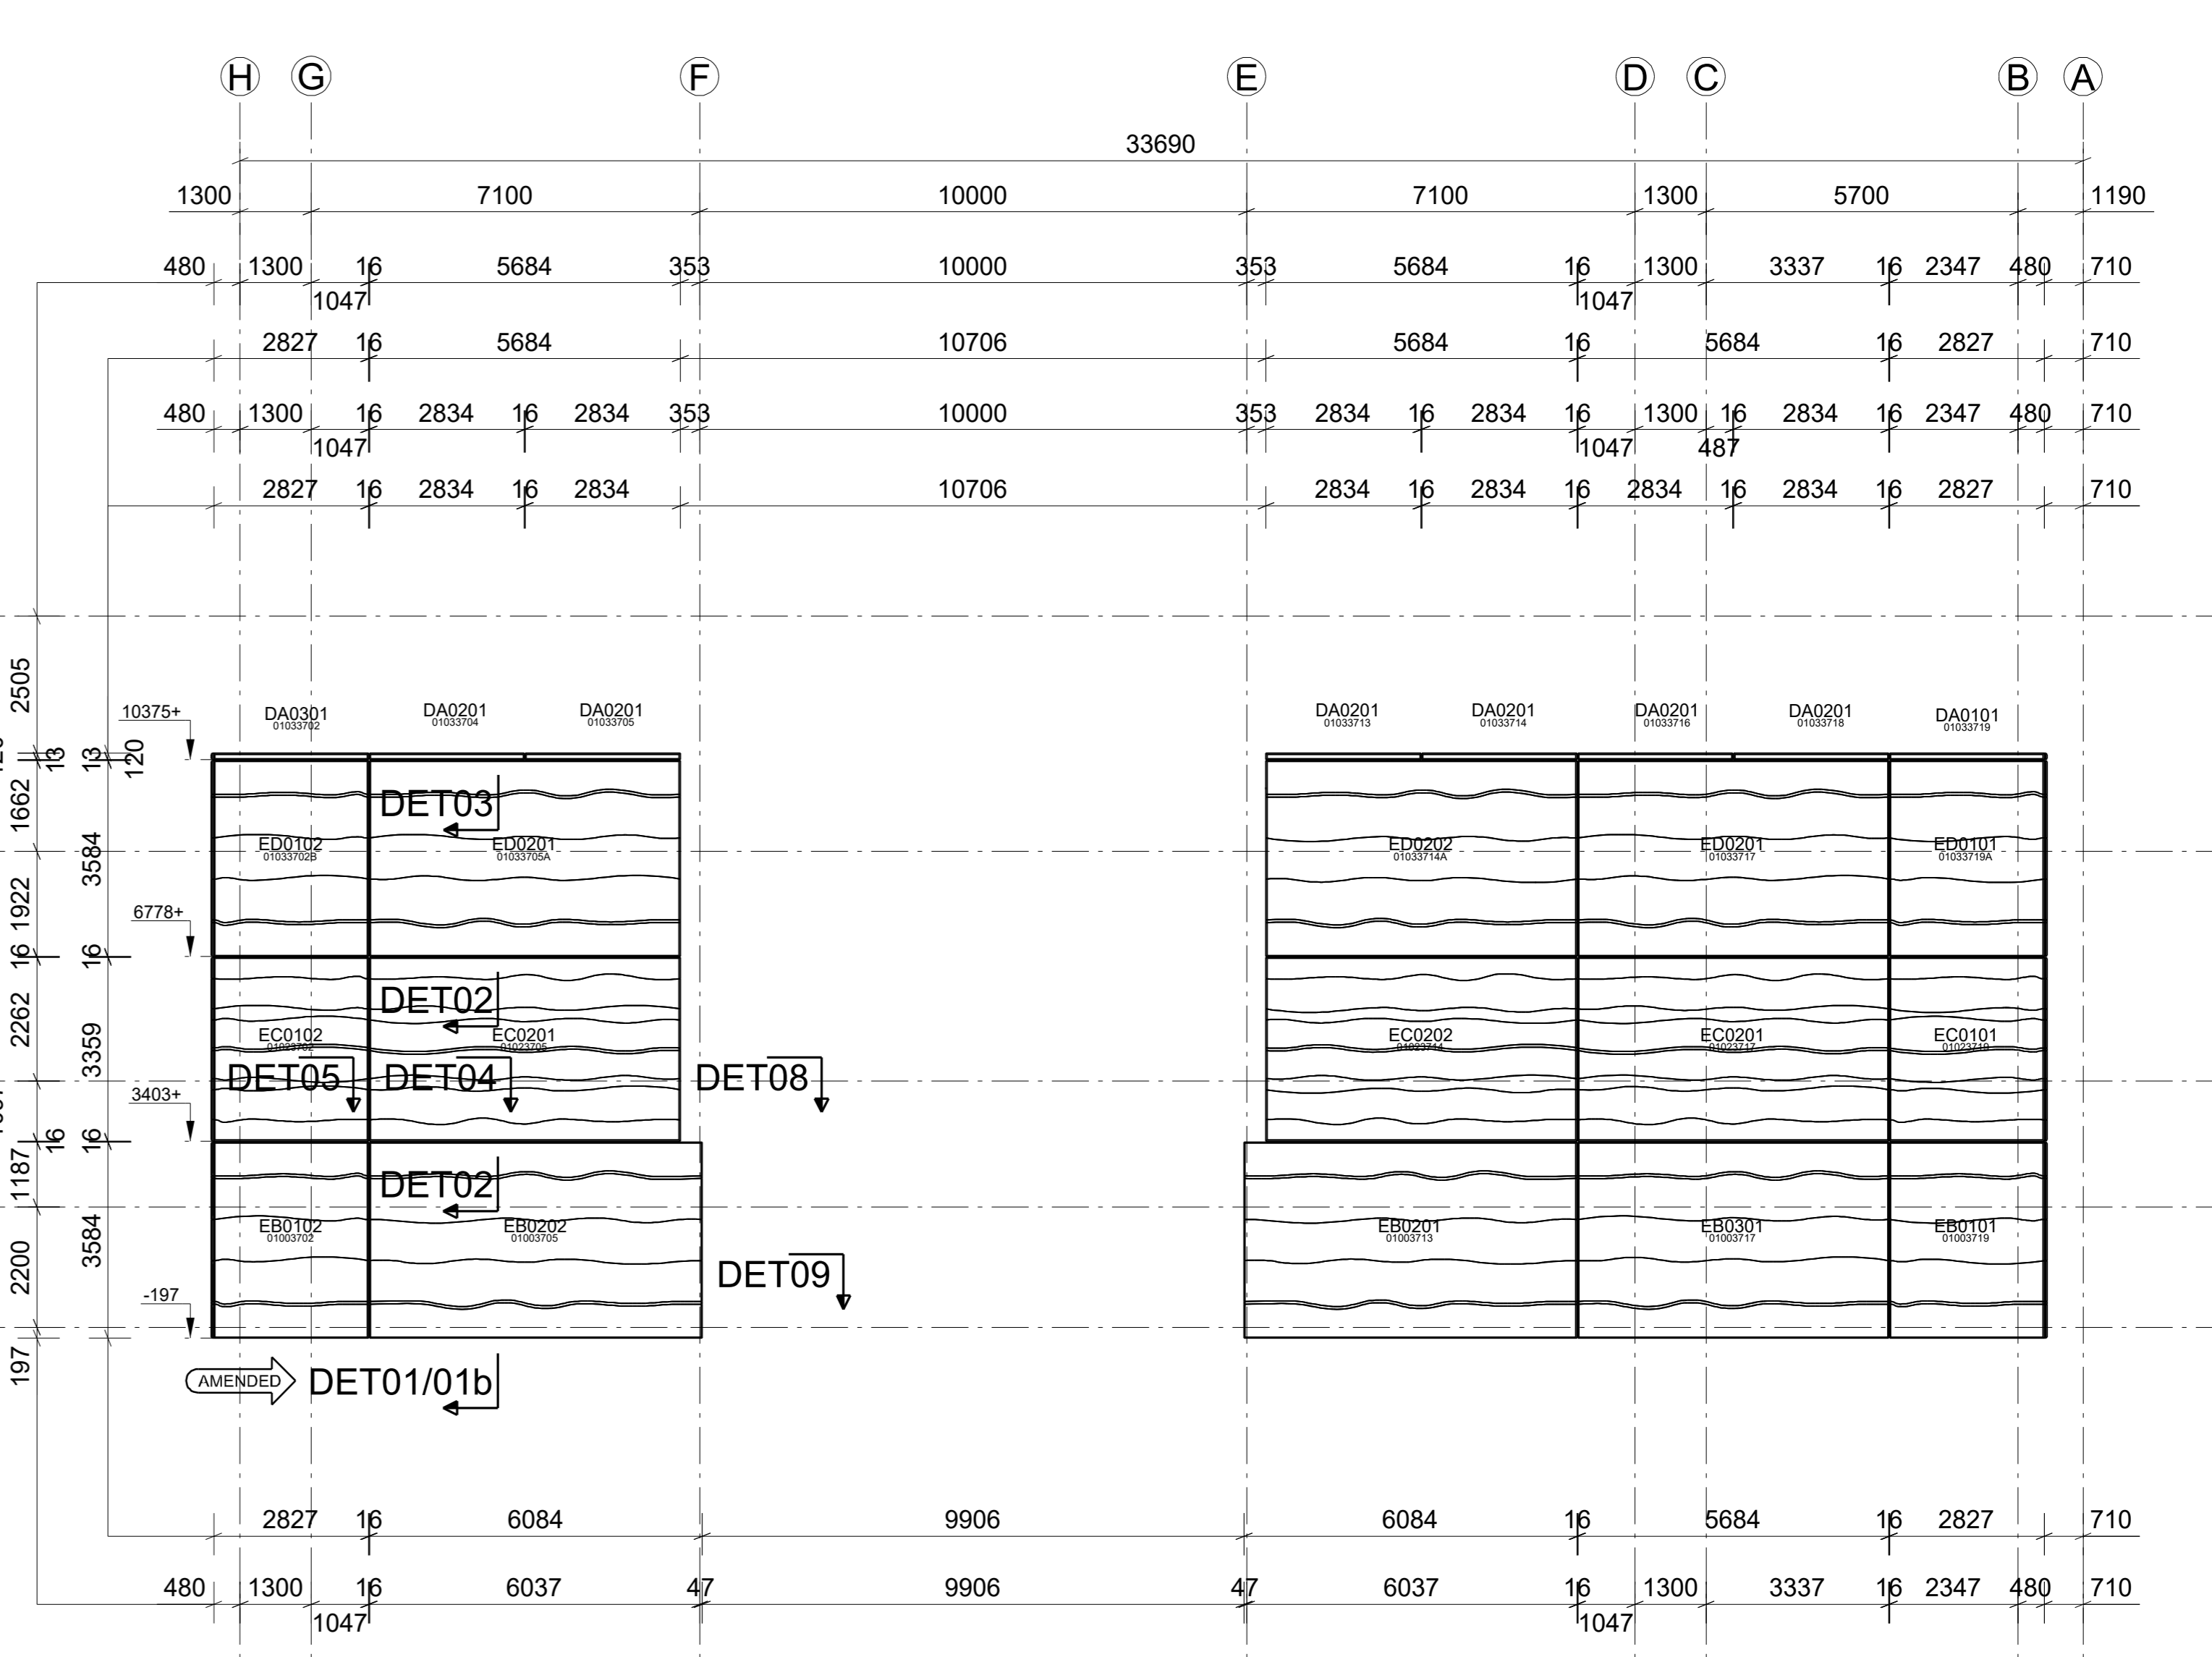 H G F E D C B A
33690
1300 7100 10000 7100 1300 5700 1190
480 1300 16 5684 353 10000 353 5684 16 1300 3337 16 2347 480 710
1047 1047
2827 16 5684 10706 5684 16 5684 16 2827 710
480 1300 16 2834 16 2834 353 10000 353 2834 16 2834 16 1300 16 2834 16 2347 480 710
1047 1047 487
2827 16 2834 16 2834 10706 2834 16 2834 16 2834 16 2834 16 2827 710
2505
10375+
DA0301 DA0201 DA0201 DA0201 DA0201 DA0201 DA0201 DA0101
01033702 01033704 01033705 01033713 01033714 01033716 01033718 01033719
13 13 120
1662
DET03
3584
ED0102 ED0201 ED0202 ED0201 ED0101
01033702B 01033705A 01033714A 01033717 01033719A
1922
6778+
16 16
2262
DET02
3359
EC0102 EC0201 EC0202 EC0201 EC0101
01023702 01023705 01023714 01023717 01023719
DET05 DET04 DET08
3403+
16 16
1187
DET02
3584
EB0102 EB0202 EB0201 EB0301 EB0101
01003702 01003705 01003713 01003717 01003719
2200
DET09
-197
197
AMENDED DET01/01b
2827 16 6084 9906 6084 16 5684 16 2827 710
480 1300 16 6037 47 9906 47 6037 16 1300 3337 16 2347 480 710
1047 1047